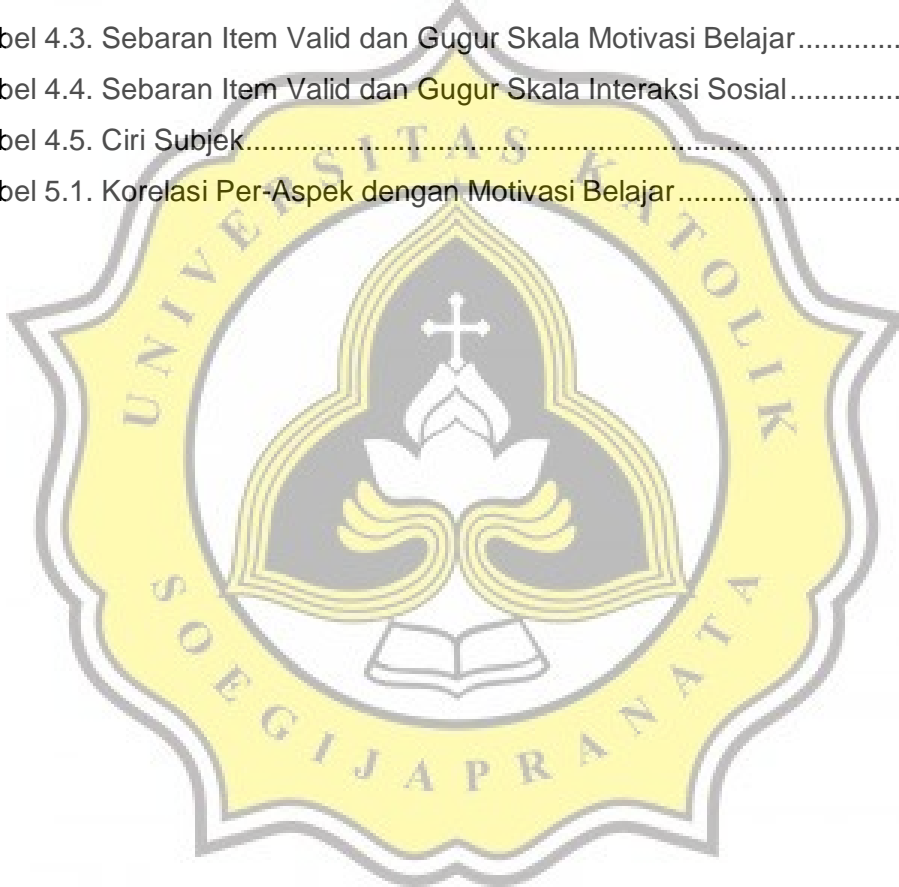 bel 4.3. Sebaran Item Valid dan Gugur Skala Motivasi Belajar.............
bel 4.4. Sebaran Item Valid dan Gugur Skala Interaksi Sosial..............
bel 4.5. Ciri Subjek....................................................................................
bel 5.1. Korelasi Per-Aspek dengan Motivasi Belajar............................
UNIVERSITAS KATOLIK
SOEGIJAPRANATA